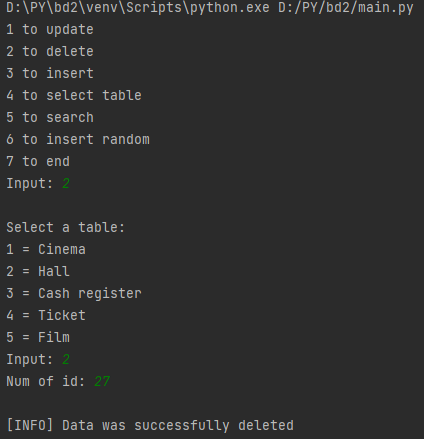 D:\PY\bd2\venv\Scripts\python.exe D:/PY/bd2/main.py
1 to update
2 to delete
3 to insert
4 to select table
5 to search
6 to insert random
7 to end
Input: 2
Select a table:
1 = Cinema
2 = Hall
3 = Cash register
4 = Ticket
5 = Film
Input: 2
Num of id: 27
[INFO] Data was successfully deleted